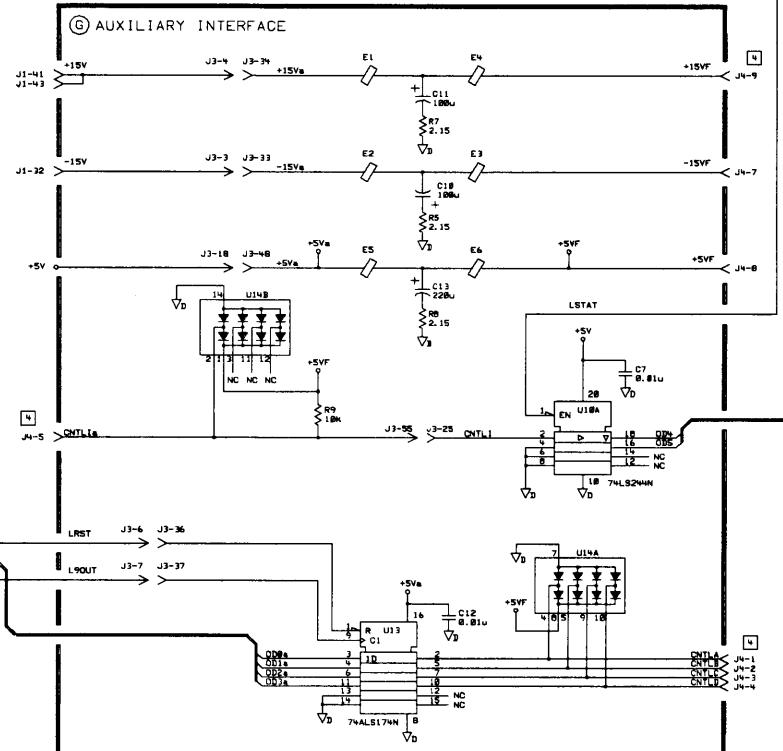 G AUXILIARY INTERFACE
J1-41 +15V J3-4 J3-34 +15Va E1 E4 +15VF 4 J4-9
J1-43
+ C11 100u
R7 2.15
D
J1-32 -15V J3-3 J3-33 -15Va E2 E3 -15VF J4-7
C10 100u +
R5 2.15
D
+5V J3-18 J3-48 +5Va +5Va E5 E6 +5VF +5VF J4-8
+ C13 220u
R8 2.15
D
D 14 U14B
2 1 3 11 12
NC NC NC
+5VF
R9 10K
LSTAT
+5V
C7 0.01u
D
20
1 EN U10A
4
J4-5 CNTLIa J3-55 J3-25 CNTLI 2 18 OD4
4 16 OD5
6 14 NC
8 12 NC
D 10 74LS244N
D
LRST J3-6 J3-36
L9OUT J3-7 J3-37
D 7 U14A
+5VF
4 8 5 9 10
+5Va
16 C12 0.01u
D
1 R U13
9 C1
4
OD0a 3 1D 2 CNTLA J4-1
OD1a 4 5 CNTLB J4-2
OD2a 6 7 CNTLC J4-3
OD3a 11 10 CNTLD J4-4
13 12 NC
14 15 NC
D 74ALS174N 8
D